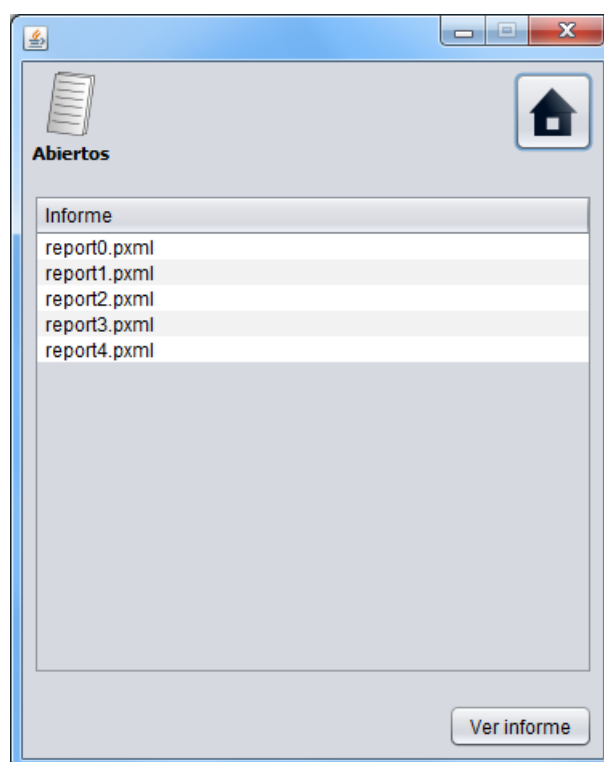 Abiertos
Informe
report0.pxml
report1.pxml
report2.pxml
report3.pxml
report4.pxml
Ver informe